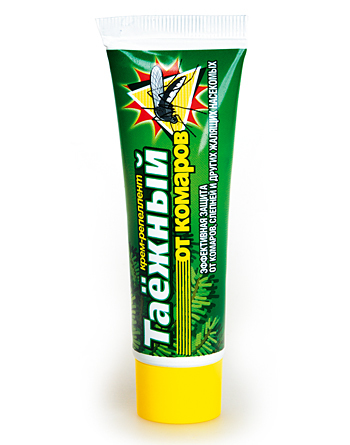 крем-репеллент
Таёжный
от комаров
ЭФФЕКТИВНАЯ ЗАЩИТА
ОТ КОМАРОВ, СЛЕПНЕЙ И ДРУГИХ ЖАЛЯЩИХ НАСЕКОМЫХ